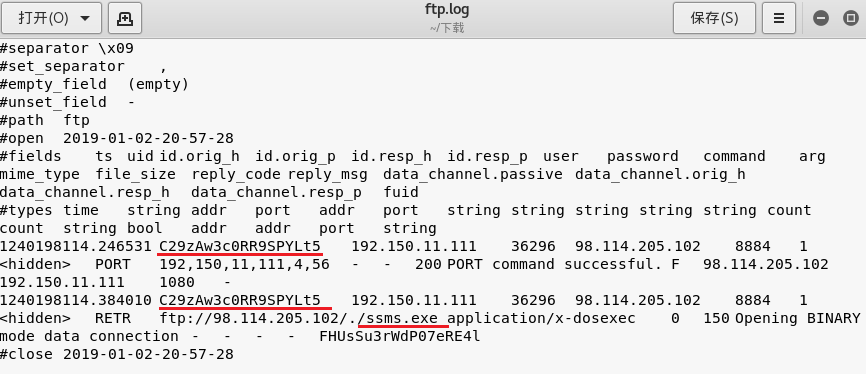 打开(O)
ftp.log
~/下载
保存(S)
#separator \x09
#set_separator    ,
#empty_field    (empty)
#unset_field    -
#path    ftp
#open    2019-01-02-20-57-28
#fields    ts    uid    id.orig_h    id.orig_p    id.resp_h    id.resp_p    user    password    command    arg
mime_type    file_size    reply_code    reply_msg    data_channel.passive    data_channel.orig_h
data_channel.resp_h    data_channel.resp_p    fuid
#types    time    string    addr    port    addr    port    string    string    string    string    string    count
count    string    bool    addr    addr    port    string
1240198114.246531    C29zAw3c0RR9SPYLt5    192.150.11.111    36296    98.114.205.102    8884    1
<hidden>    PORT    192,150,11,111,4,56    -    -    200    PORT command successful.    F    98.114.205.102
192.150.11.111    1080    -
1240198114.384010    C29zAw3c0RR9SPYLt5    192.150.11.111    36296    98.114.205.102    8884    1
<hidden>    RETR    ftp://98.114.205.102/./ssms.exe    application/x-dosexec    0    150    Opening BINARY
mode data connection    -    -    -    -    FHUsSu3rWdP07eRE4l
#close    2019-01-02-20-57-28